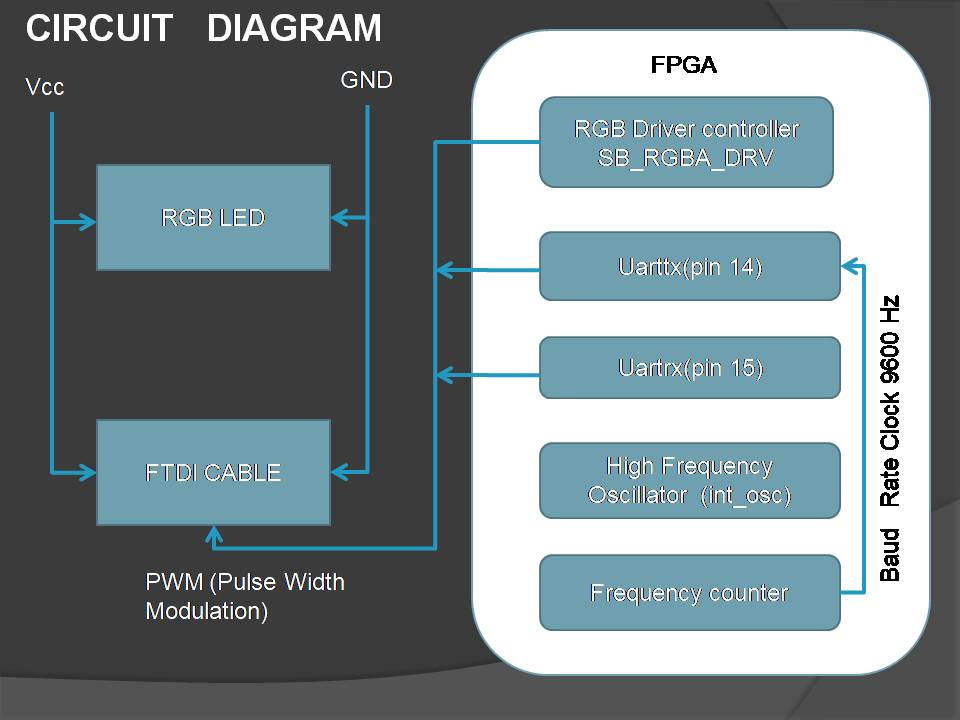 CIRCUIT DIAGRAM
Vcc
GND
RGB LED
FTDI CABLE
PWM (Pulse Width
Modulation)
FPGA
RGB Driver controller
SB_RGBA_DRV
Uarttx(pin 14)
Uartrx(pin 15)
High Frequency
Oscillator (int_osc)
Frequency counter
Baud Rate Clock 9600 Hz